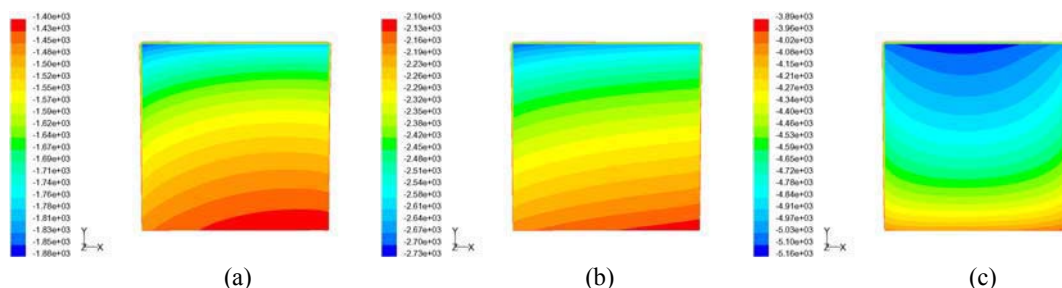 -1.40e+03
-1.43e+03
-1.45e+03
-1.48e+03
-1.50e+03
-1.52e+03
-1.55e+03
-1.57e+03
-1.59e+03
-1.62e+03
-1.64e+03
-1.67e+03
-1.69e+03
-1.71e+03
-1.74e+03
-1.76e+03
-1.78e+03
-1.81e+03
-1.83e+03
-1.85e+03
-1.88e+03
Y
Z X
(a)
-2.10e+03
-2.13e+03
-2.16e+03
-2.19e+03
-2.23e+03
-2.26e+03
-2.29e+03
-2.32e+03
-2.35e+03
-2.38e+03
-2.42e+03
-2.45e+03
-2.48e+03
-2.51e+03
-2.54e+03
-2.58e+03
-2.61e+03
-2.64e+03
-2.67e+03
-2.70e+03
-2.73e+03
Y
Z X
(b)
-3.89e+03
-3.96e+03
-4.02e+03
-4.08e+03
-4.15e+03
-4.21e+03
-4.27e+03
-4.34e+03
-4.40e+03
-4.46e+03
-4.53e+03
-4.59e+03
-4.65e+03
-4.72e+03
-4.78e+03
-4.84e+03
-4.91e+03
-4.97e+03
-5.03e+03
-5.10e+03
-5.16e+03
Y
Z X
(c)